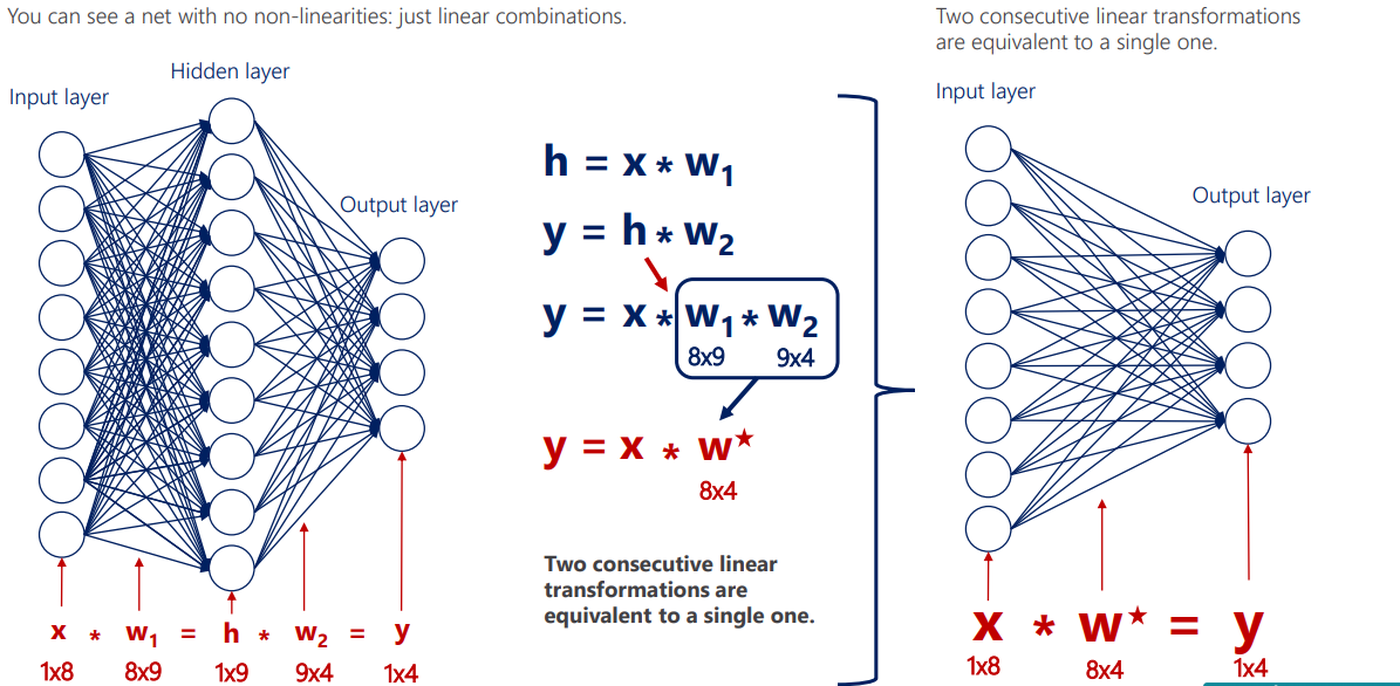 You can see a net with no non-linearities: just linear combinations.
Hidden layer
Input layer
Output layer
x * w₁ = h * w₂ = y
1x8 8x9 1x9 9x4 1x4
h = x * w₁
y = h * w₂
y = x * w₁ * w₂
8x9 9x4
y = x * w★
8x4
Two consecutive linear
transformations are
equivalent to a single one.
Two consecutive linear transformations
are equivalent to a single one.
Input layer
Output layer
x * w★ = y
1x8 8x4 1x4